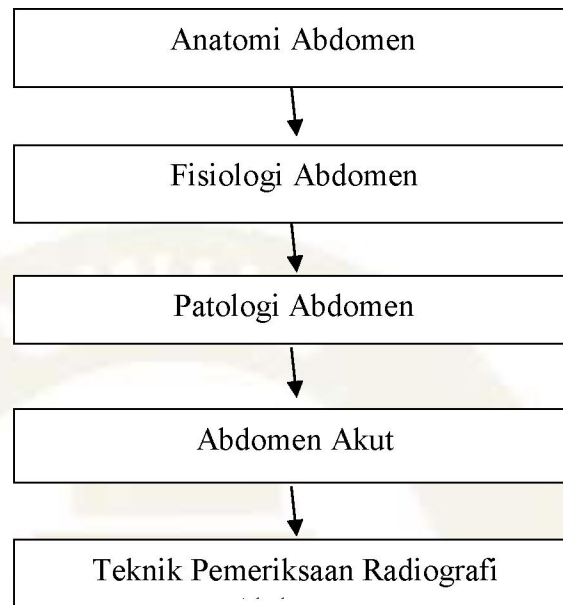 Anatomi Abdomen
Fisiologi Abdomen
Patologi Abdomen
Abdomen Akut
Teknik Pemeriksaan Radiografi